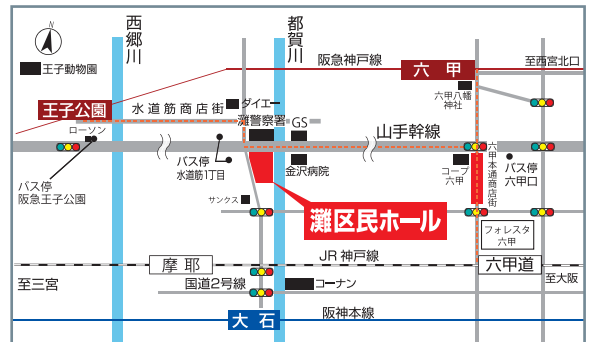 N
西郷川
都賀川
王子動物園
阪急神戸線
六甲
至西宮北口
王子公園
水道筋商店街
ダイエー
六甲八幡
神社
ローソン
灘警察署
GS
山手幹線
バス停
水道筋1丁目
金沢病院
コープ
六甲
六甲本通商店街
バス停
六甲口
バス停
阪急王子公園
サンクス
灘区民ホール
フォレスタ
六甲
JR神戸線
摩耶
六甲道
至三宮
国道2号線
コーナン
至大阪
大石
阪神本線